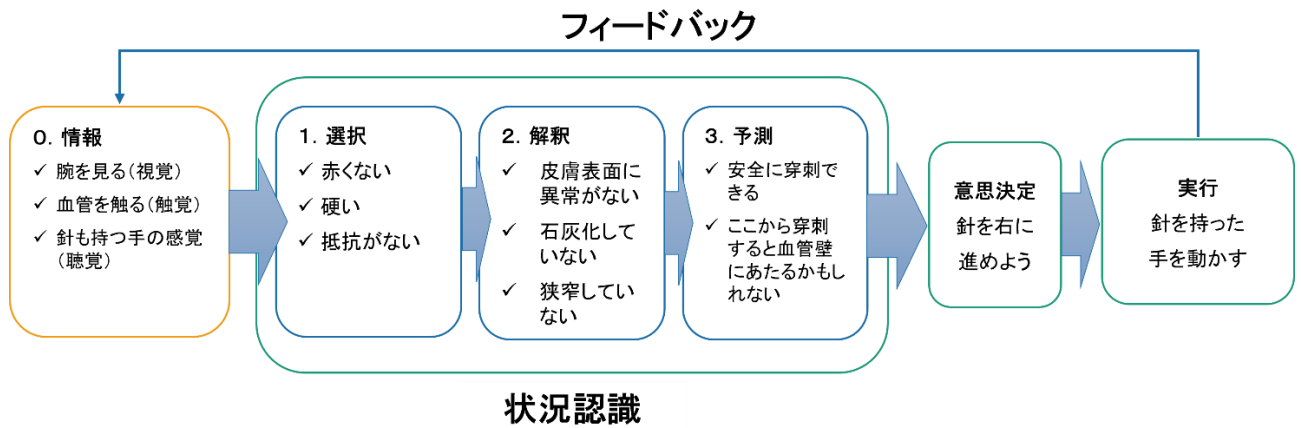 フィードバック
0. 情報
✓ 腕を見る(視覚)
✓ 血管を触る(触覚)
✓ 針も持つ手の感覚
(聴覚)
1. 選択
✓ 赤くない
✓ 硬い
✓ 抵抗がない
2. 解釈
✓ 皮膚表面に
異常がない
✓ 石灰化して
いない
✓ 狭窄してい
ない
3. 予測
✓ 安全に穿刺で
きる
✓ ここから穿刺
すると血管壁
にあたるかもし
れない
意思決定
針を右に
進めよう
実行
針を持った
手を動かす
状況認識